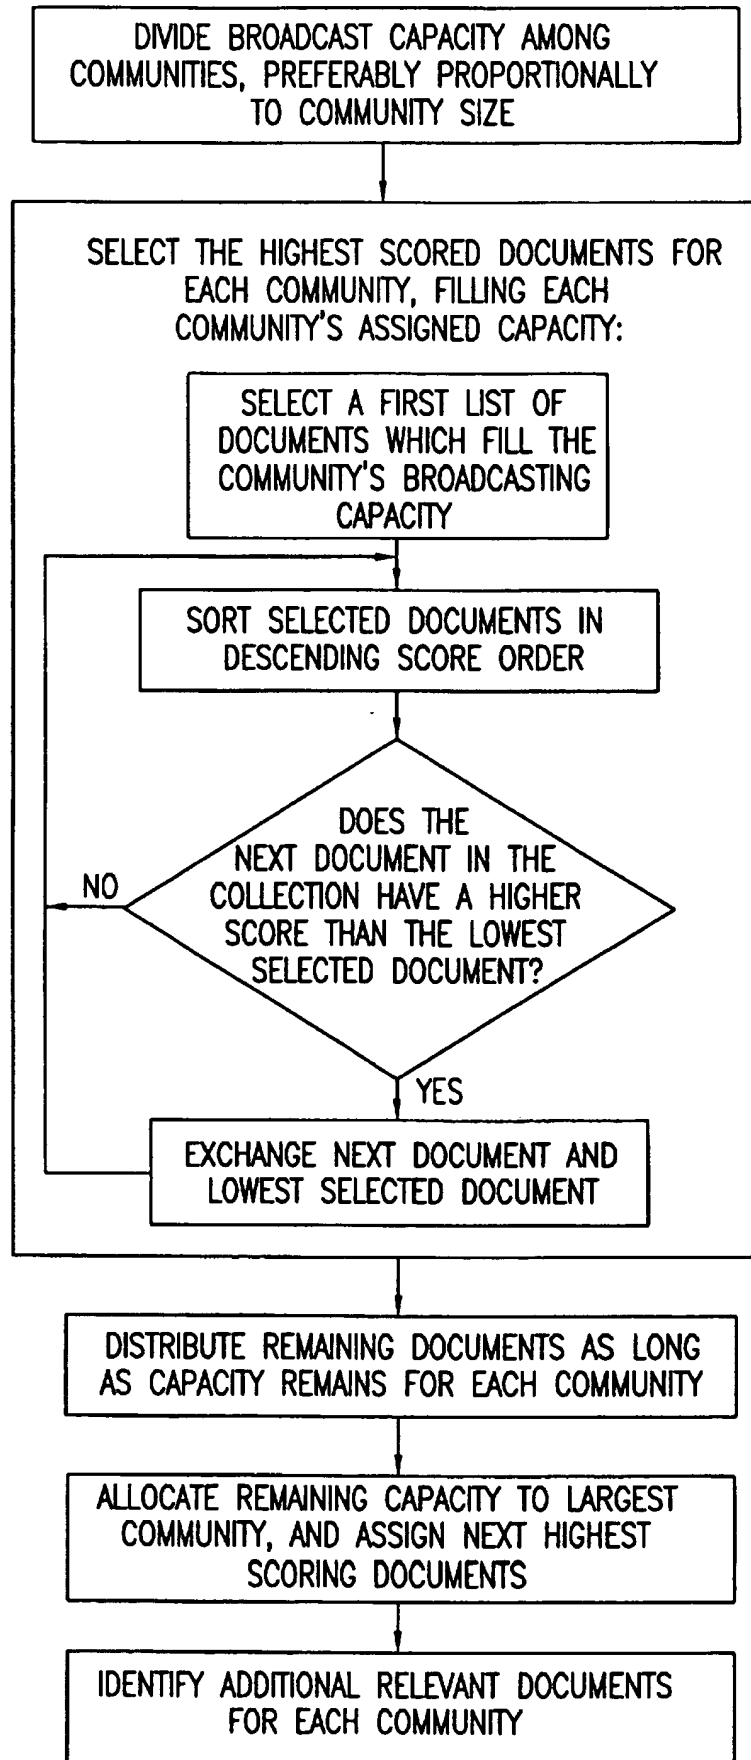 DIVIDE BROADCAST CAPACITY AMONG
COMMUNITIES, PREFERABLY PROPORTIONALLY
TO COMMUNITY SIZE
SELECT THE HIGHEST SCORED DOCUMENTS FOR
EACH COMMUNITY, FILLING EACH
COMMUNITY'S ASSIGNED CAPACITY:
SELECT A FIRST LIST OF
DOCUMENTS WHICH FILL THE
COMMUNITY'S BROADCASTING
CAPACITY
SORT SELECTED DOCUMENTS IN
DESCENDING SCORE ORDER
DOES THE
NEXT DOCUMENT IN THE
COLLECTION HAVE A HIGHER
SCORE THAN THE LOWEST
SELECTED DOCUMENT?
NO
YES
EXCHANGE NEXT DOCUMENT AND
LOWEST SELECTED DOCUMENT
DISTRIBUTE REMAINING DOCUMENTS AS LONG
AS CAPACITY REMAINS FOR EACH COMMUNITY
ALLOCATE REMAINING CAPACITY TO LARGEST
COMMUNITY, AND ASSIGN NEXT HIGHEST
SCORING DOCUMENTS
IDENTIFY ADDITIONAL RELEVANT DOCUMENTS
FOR EACH COMMUNITY